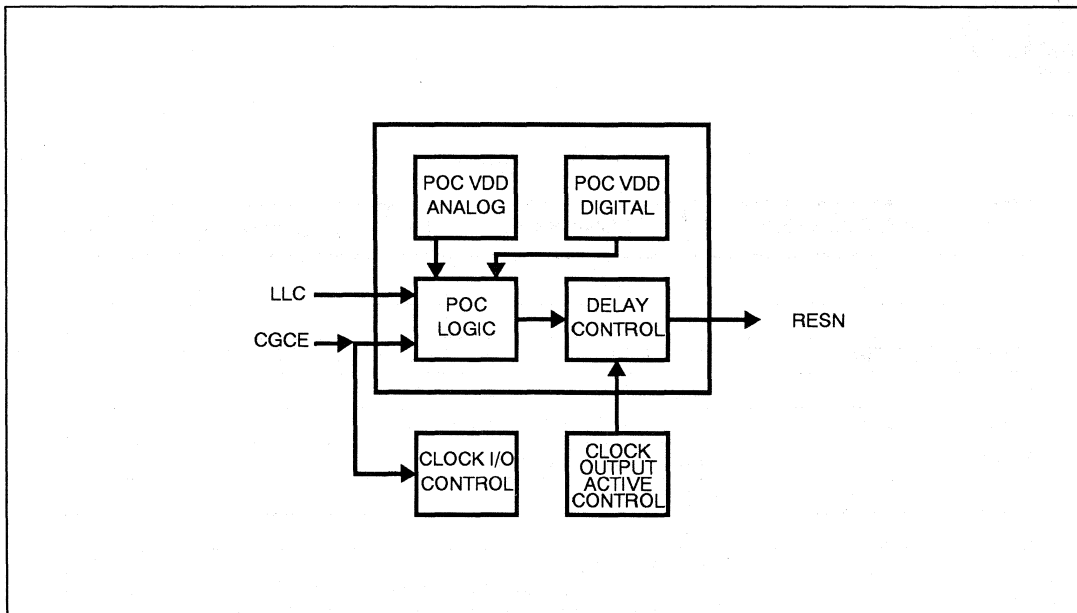 POC VDD
ANALOG
POC VDD
DIGITAL
LLC
POC
LOGIC
DELAY
CONTROL
RESN
CGCE
CLOCK I/O
CONTROL
CLOCK
OUTPUT
ACTIVE
CONTROL